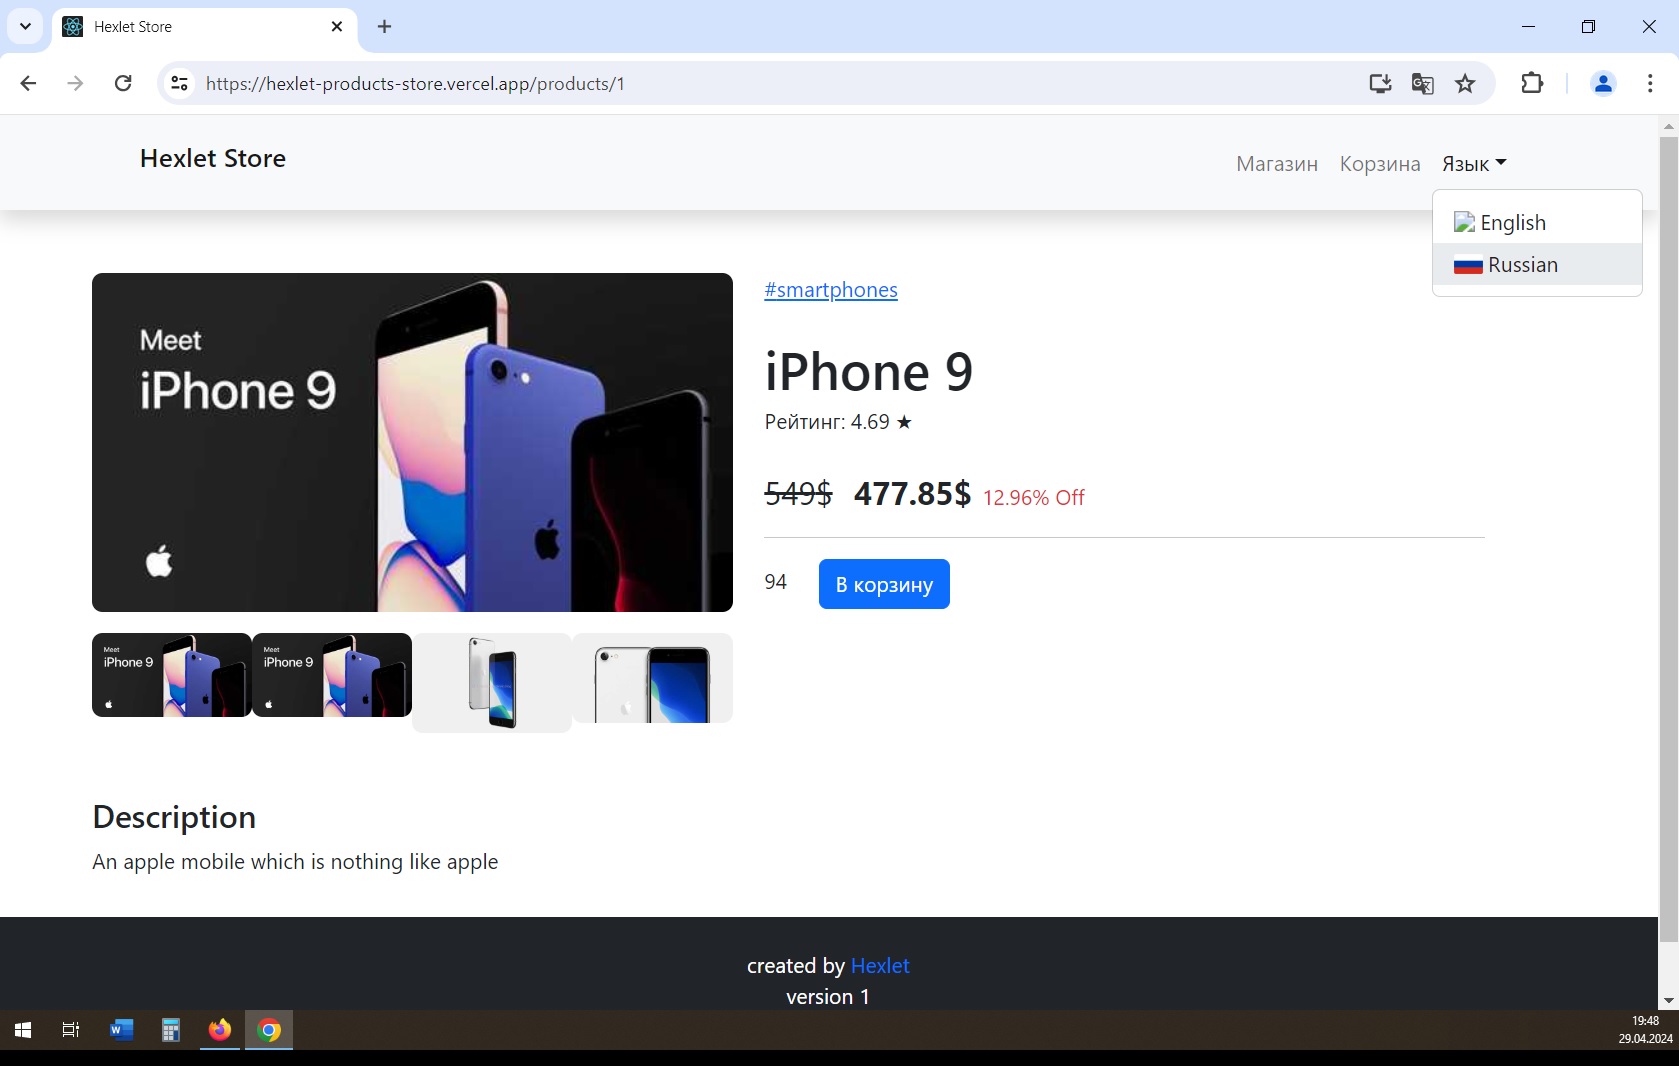 Hexlet Store
https://hexlet-products-store.vercel.app/products/1
Hexlet Store
Магазин Корзина Язык
English
Russian
Meet
iPhone 9
#smartphones
iPhone 9
Рейтинг: 4.69 ★
549$ 477.85$ 12.96% Off
94 В корзину
Meet
iPhone 9
Meet
iPhone 9
Description
An apple mobile which is nothing like apple
created by Hexlet
version 1
19:48
29.04.2024